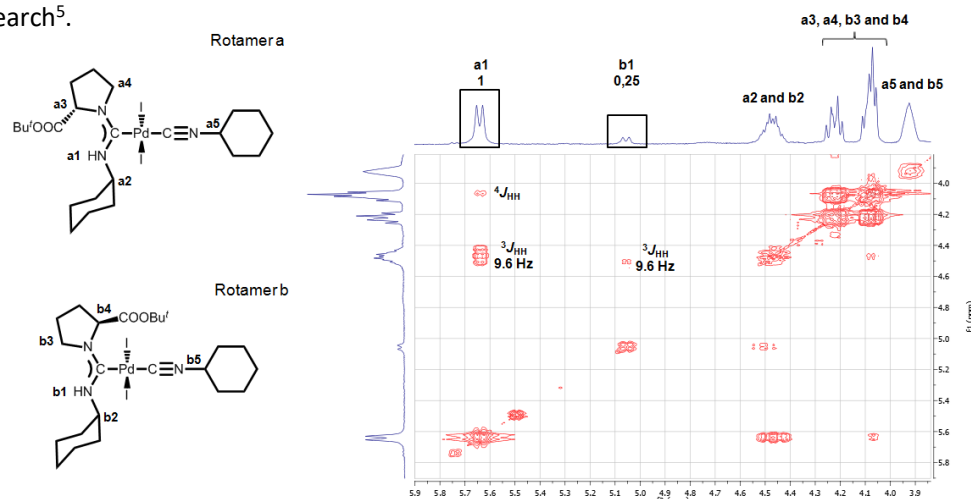 earch⁵.
a3, a4, b3 and b4
Rotamer a
a1
1
b1
0,25
a2 and b2
a5 and b5
a4
a3
BuᵗOOC
N
I
C
Pd
C
N
a5
I
HN
a1
a2
⁴JHH
³JHH
9.6 Hz
³JHH
9.6 Hz
Rotamer b
b4
COOBuᵗ
b3
N
I
b5
C
Pd
C
N
I
b1
HN
b2
4.0
4.2
4.4
4.6
4.8
5.0
5.2
5.4
5.6
5.8
5.9 5.8 5.7 5.6 5.5 5.4 5.3 5.2 5.1 5.0 4.9 4.8 4.7 4.6 4.5 4.4 4.3 4.2 4.1 4.0 3.9